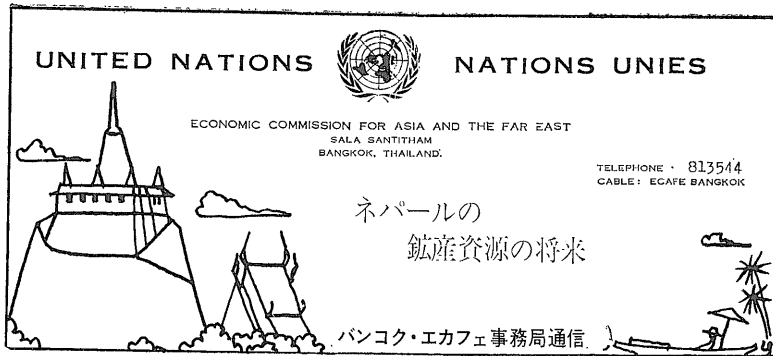 UNITED NATIONS NATIONS UNIES
ECONOMIC COMMISSION FOR ASIA AND THE FAR EAST
SALA SANTITHAM
BANGKOK, THAILAND.
TELEPHONE · 813544
CABLE: ECAFE BANGKOK
ネパールの
鉱産資源の将来
バンコク・エカフェ事務局通信